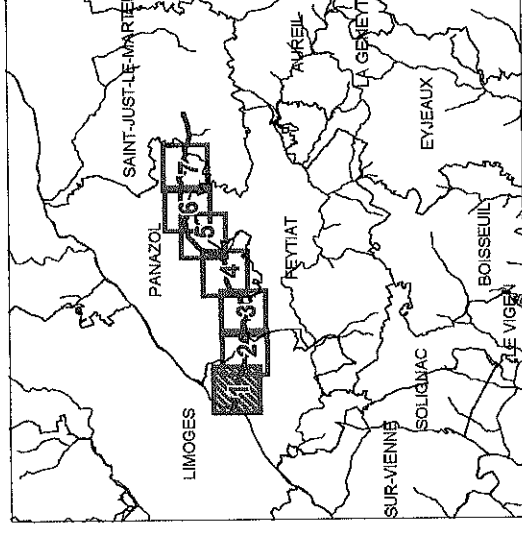 SAINT-JUST-LE-MARTEL
AUREIL
LA GENEYT
PANAZOL
EYJEAUX
7
6
5
4
3
2
1
FEYTIAT
LIMOGES
BOISSEUIL
LE VIGEN
SOLIGNAC
SUR-VIENNE